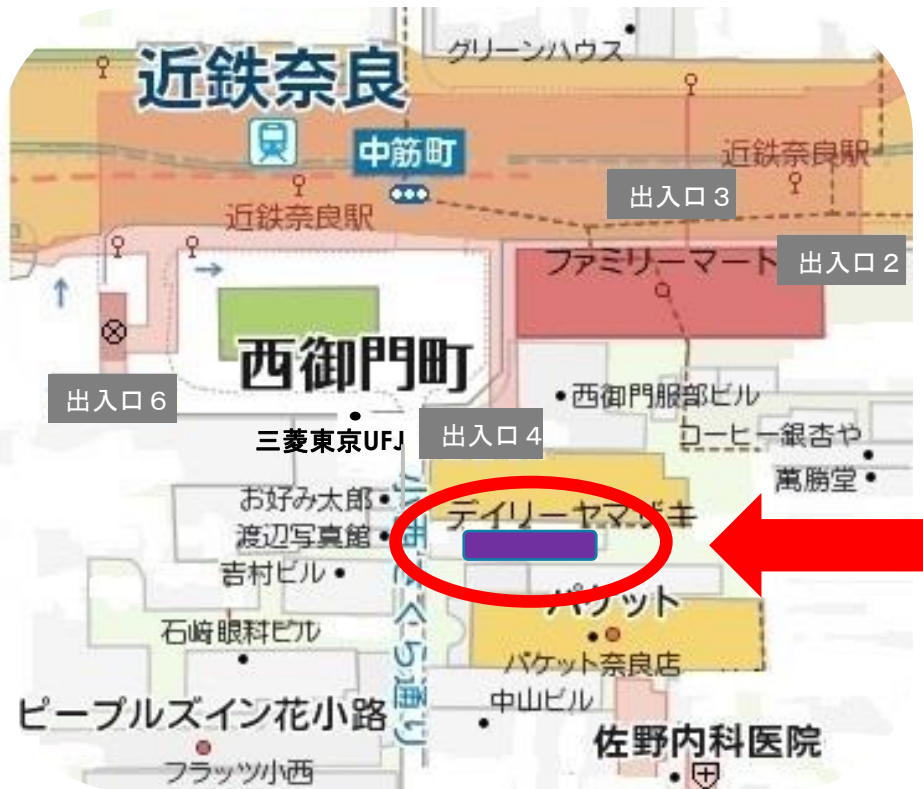 グリーンハウス
近鉄奈良
中筋町
近鉄奈良駅
出入口3
近鉄奈良駅
ファミリーマート
出入口2
西御門町
出入口6
西御門服部ビル
三菱東京UFJ
出入口4
コーヒー銀杏や
萬勝堂
お好み太郎
デイリーヤマザキ
渡辺写真館
小西さくら通り
吉村ビル
パケット
石崎眼科ビル
パケット奈良店
中山ビル
ピープルズイン花小路
佐野内科医院
フラッツ小西